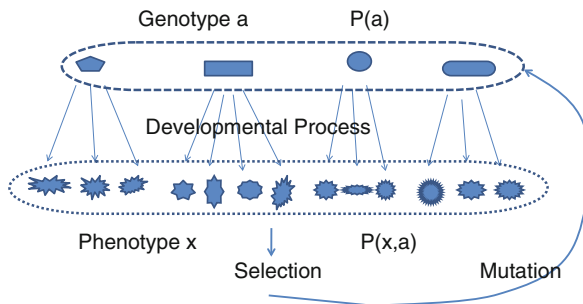 Genotype a P(a)
Developmental Process
Phenotype x P(x,a)
Selection Mutation